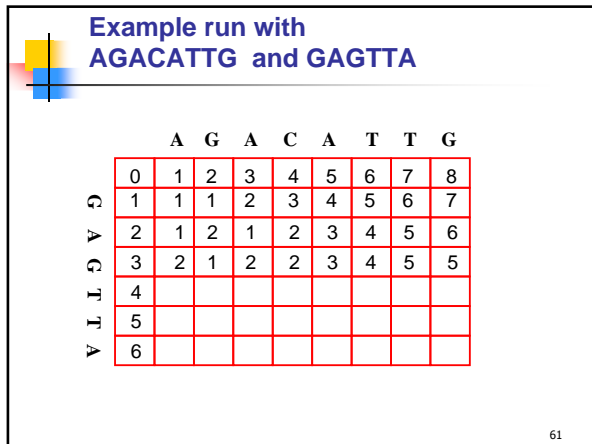 Example run with
AGACATTG and GAGTTA
A G A C A T T G
0 1 2 3 4 5 6 7 8
G 1 1 1 2 3 4 5 6 7
A 2 1 2 1 2 3 4 5 6
G 3 2 1 2 2 3 4 5 5
T 4
T 5
A 6
61